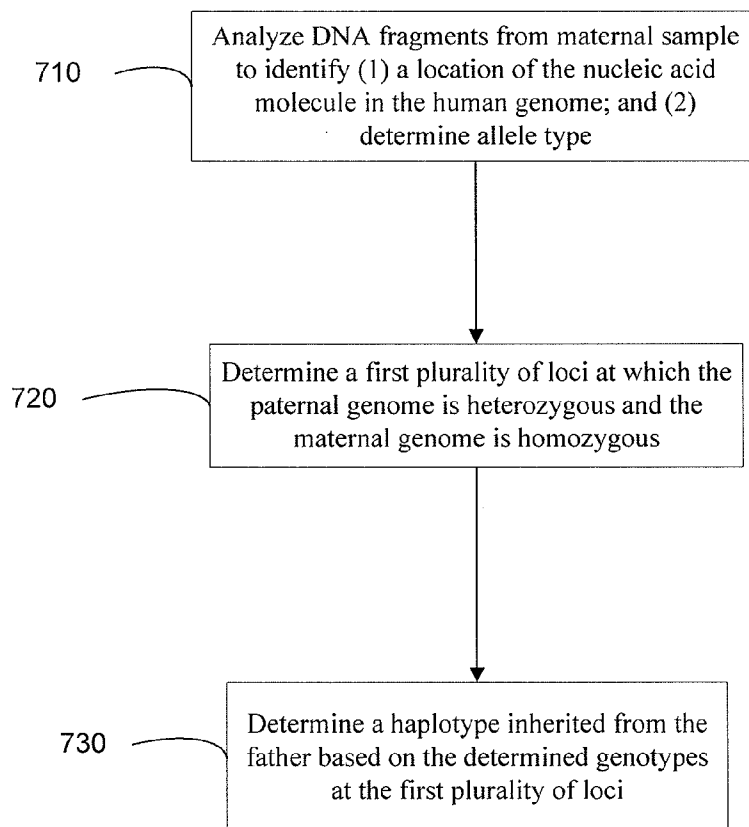 710
Analyze DNA fragments from maternal sample
to identify (1) a location of the nucleic acid
molecule in the human genome; and (2)
determine allele type
720
Determine a first plurality of loci at which the
paternal genome is heterozygous and the
maternal genome is homozygous
730
Determine a haplotype inherited from the
father based on the determined genotypes
at the first plurality of loci